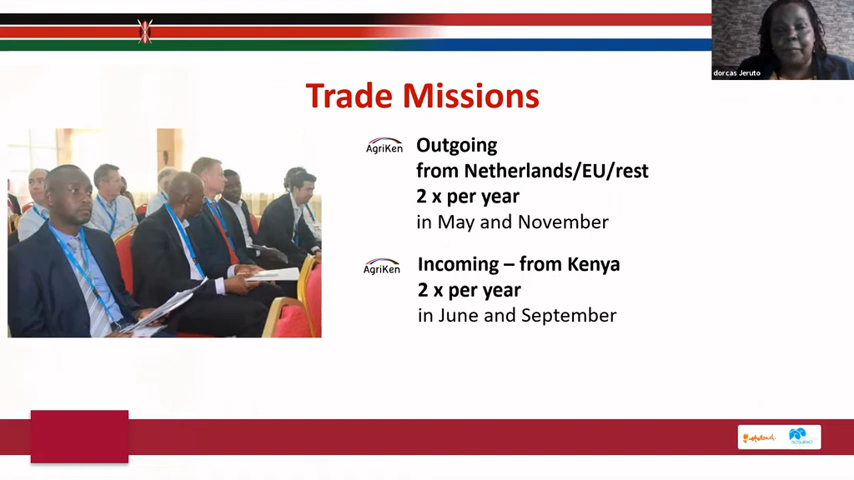 dorcas Jeruto
Trade Missions
AgriKen
Outgoing
from Netherlands/EU/rest
2 x per year
in May and November
AgriKen
Incoming – from Kenya
2 x per year
in June and September